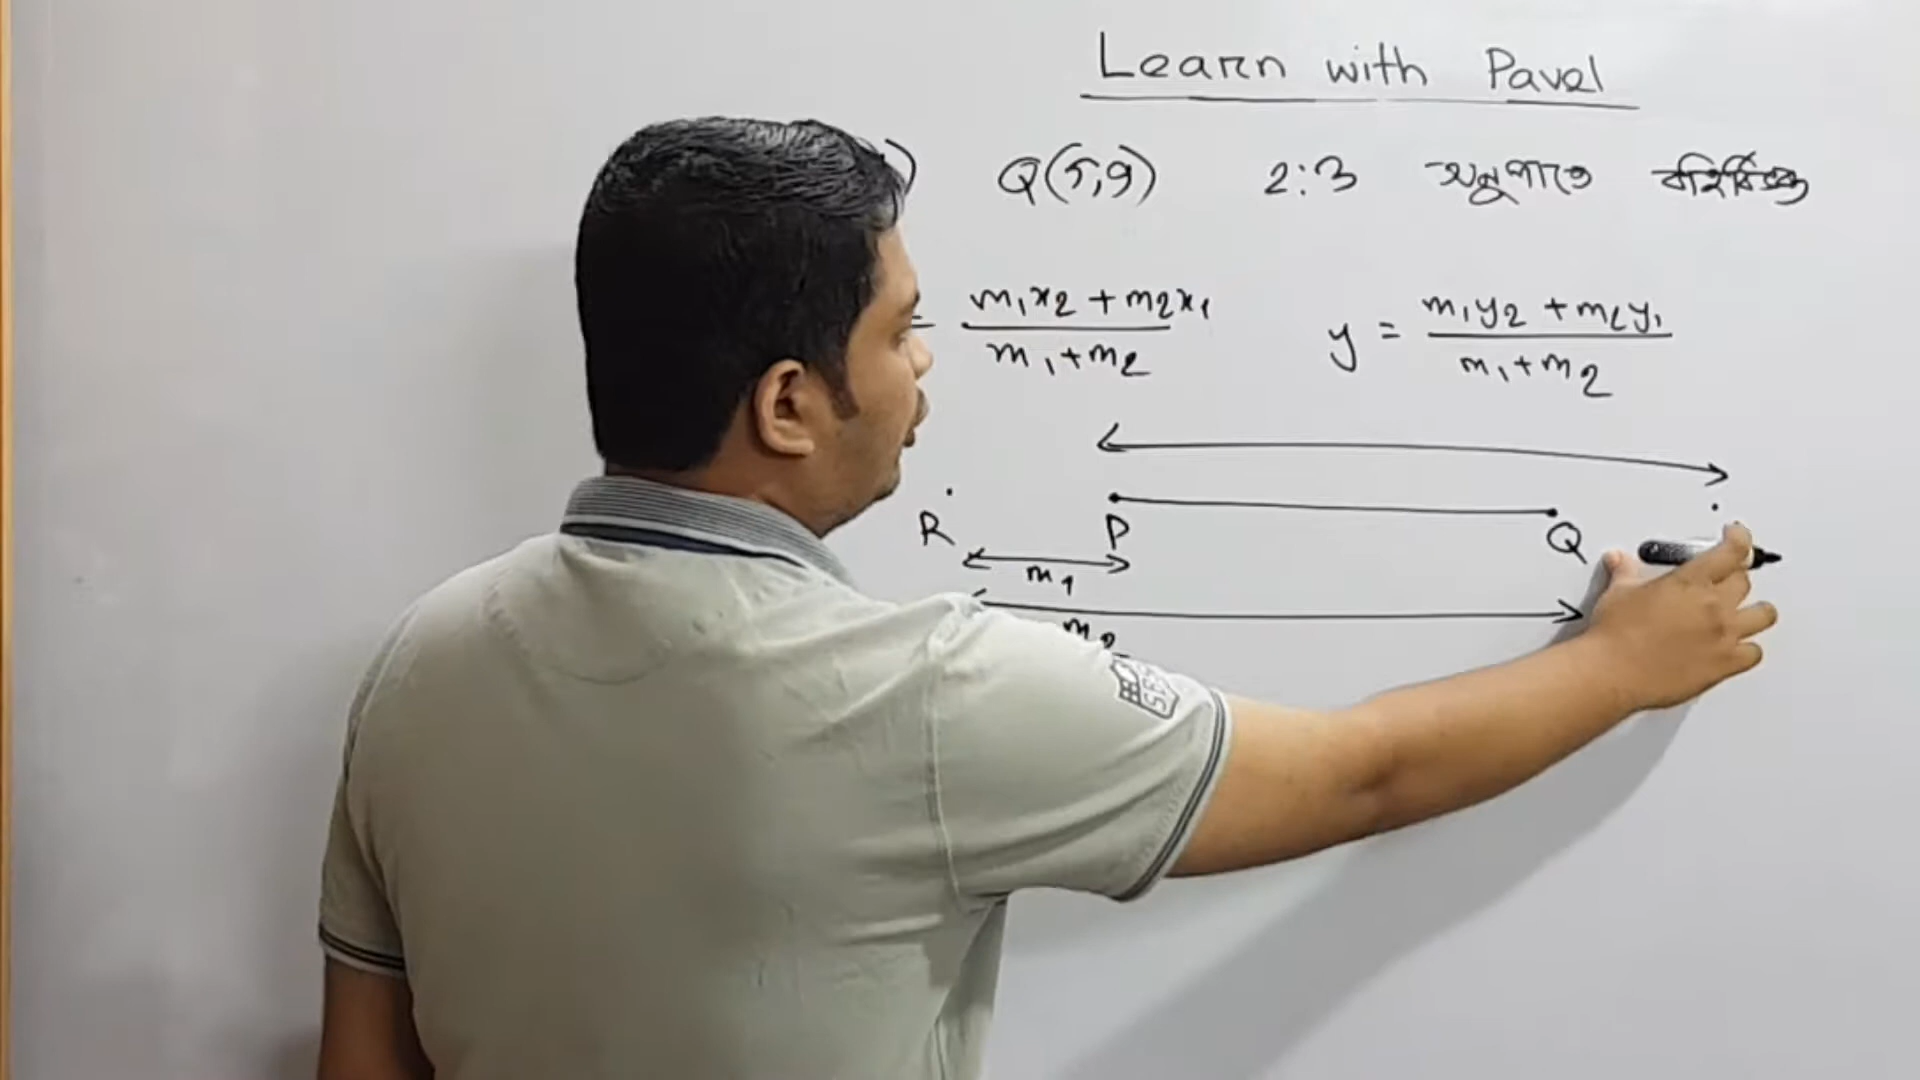 Learn with Pavel
) Q(5,9) 2:3 অনুপাতে বহির্বিভক্ত
= m₁x₂ + m₂x₁ / m₁+m₂ y = m₁y₂ + m₂y₁ / m₁+m₂
R P Q
m₁
m₂